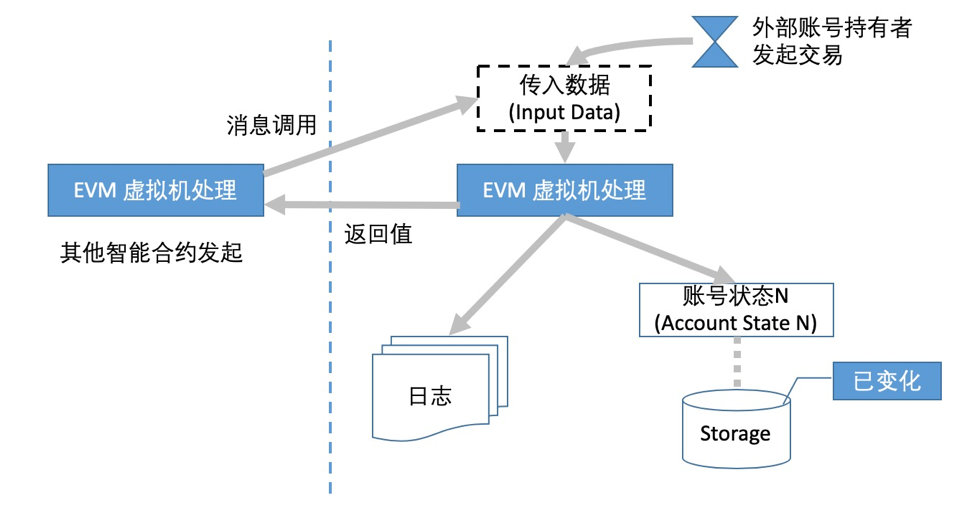 外部账号持有者
发起交易
传入数据
(Input Data)
消息调用
EVM 虚拟机处理
EVM 虚拟机处理
返回值
其他智能合约发起
账号状态N
(Account State N)
已变化
日志
Storage